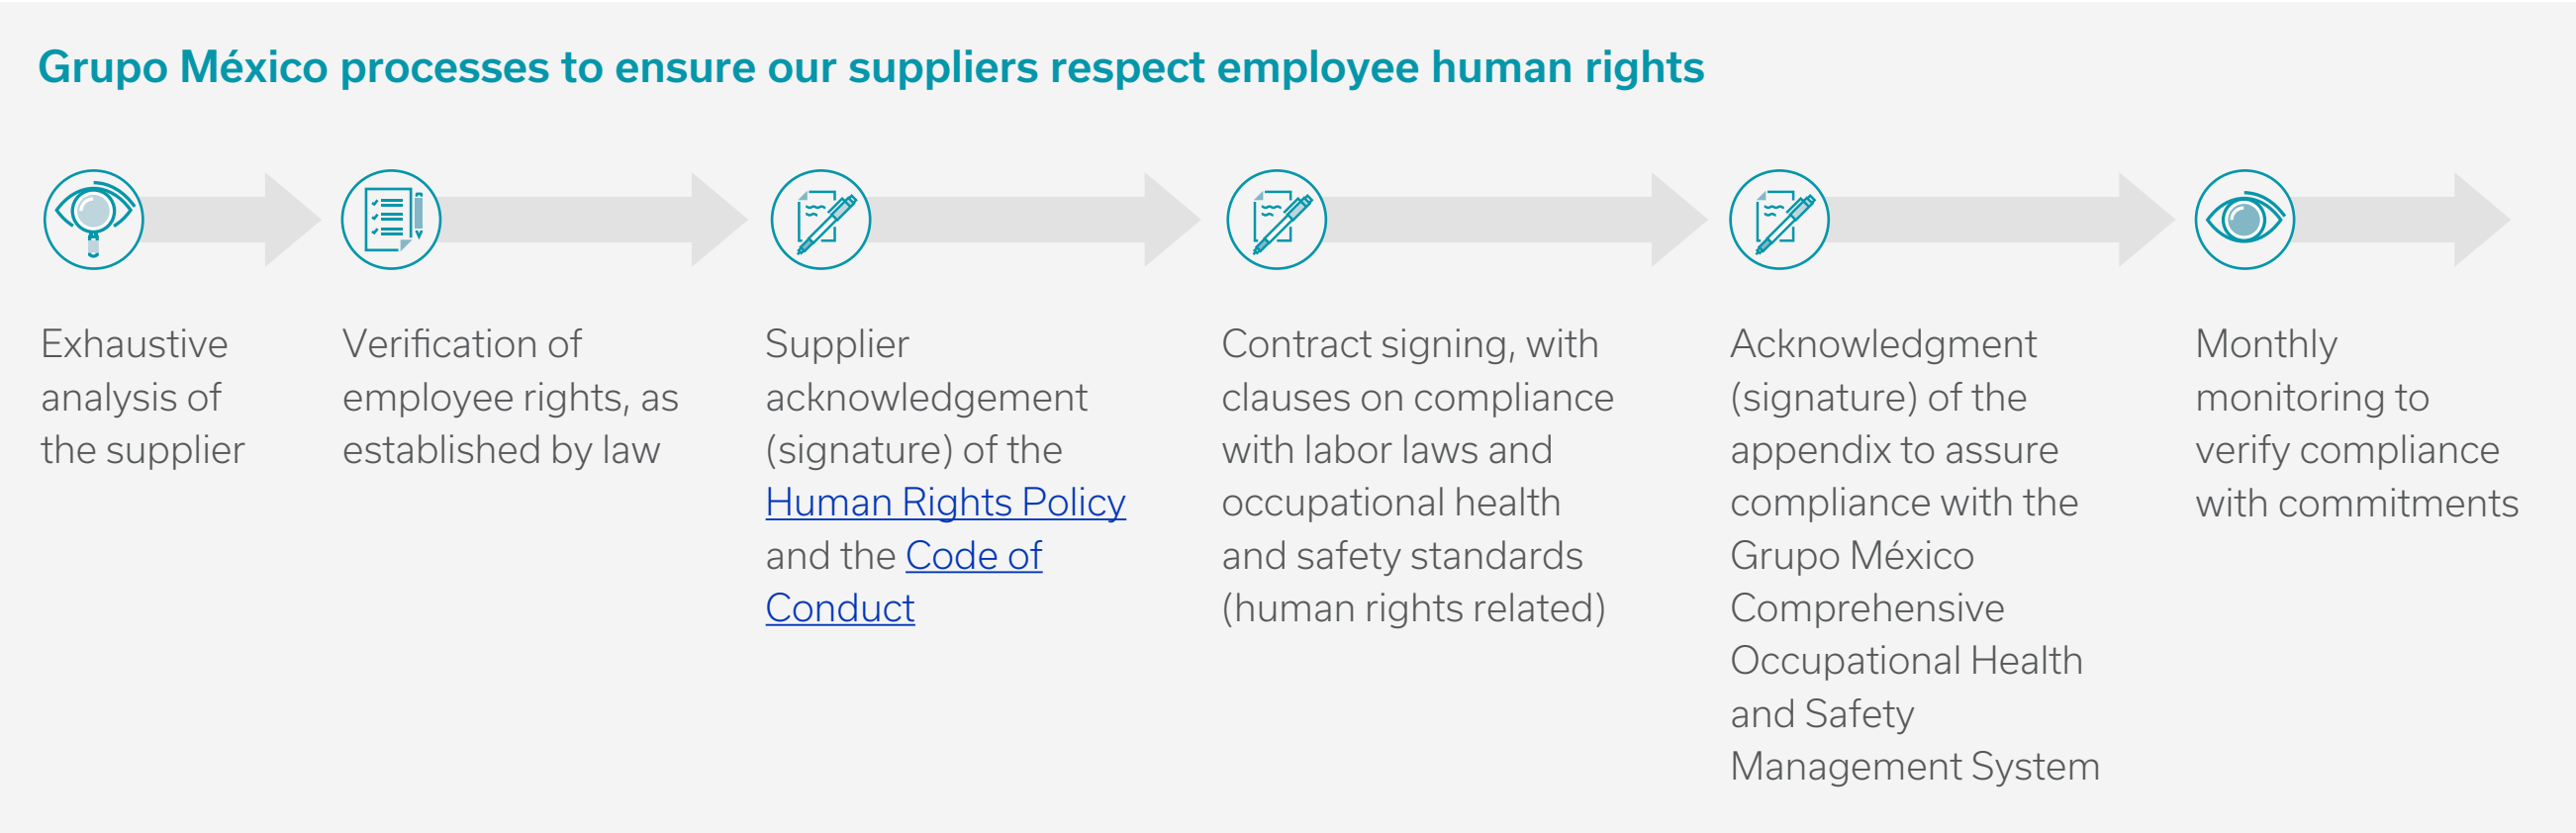 Grupo México processes to ensure our suppliers respect employee human rights
Exhaustive
analysis of
the supplier
Verification of
employee rights, as
established by law
Supplier
acknowledgement
(signature) of the
Human Rights Policy
and the Code of
Conduct
Contract signing, with
clauses on compliance
with labor laws and
occupational health
and safety standards
(human rights related)
Acknowledgment
(signature) of the
appendix to assure
compliance with the
Grupo México
Comprehensive
Occupational Health
and Safety
Management System
Monthly
monitoring to
verify compliance
with commitments